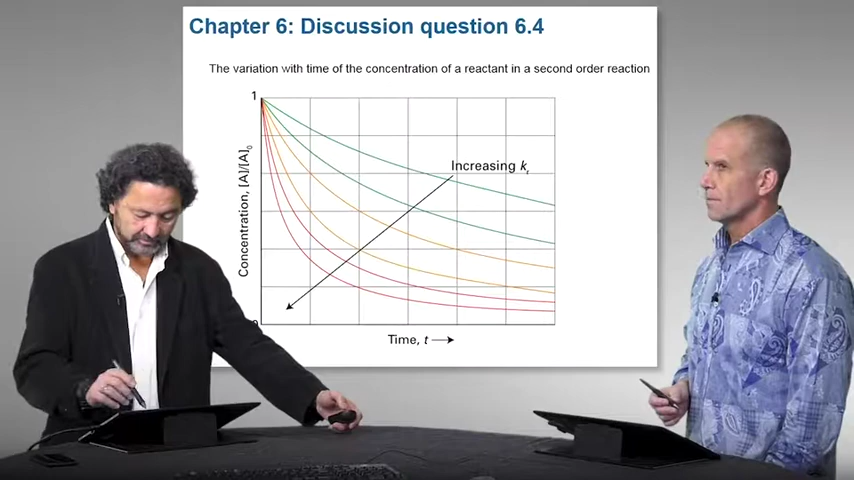 Chapter 6: Discussion question 6.4
The variation with time of the concentration of a reactant in a second order reaction
1
Increasing kᵣ
Concentration, [A]/[A]₀
0
Time, t →